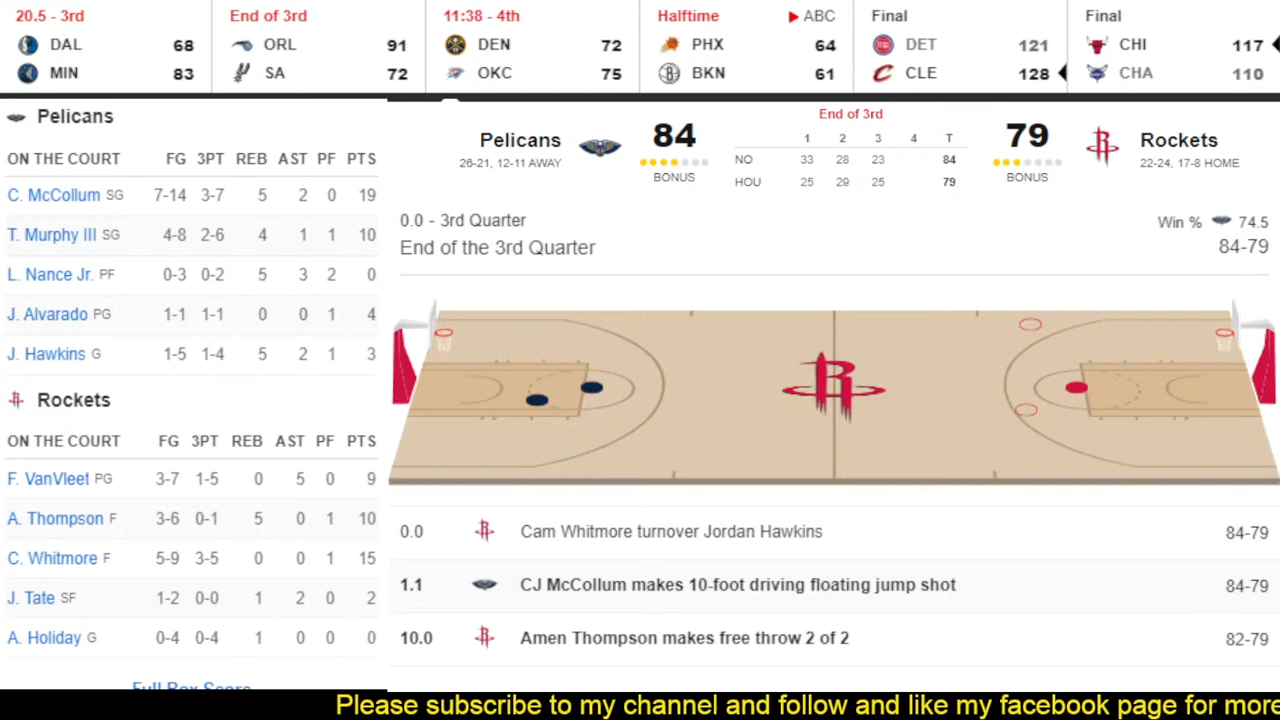 20.5 - 3rd
DAL 68
MIN 83
End of 3rd
ORL 91
SA 72
11:38 - 4th
DEN 72
OKC 75
Halftime ABC
PHX 64
BKN 61
Final
DET 121
CLE 128
Final
CHI 117
CHA 110
Pelicans
ON THE COURT FG 3PT REB AST PF PTS
C. McCollum SG 7-14 3-7 5 2 0 19
T. Murphy III SG 4-8 2-6 4 1 1 10
L. Nance Jr. PF 0-3 0-2 5 3 2 0
J. Alvarado PG 1-1 1-1 0 0 1 4
J. Hawkins G 1-5 1-4 5 2 1 3
Rockets
ON THE COURT FG 3PT REB AST PF PTS
F. VanVleet PG 3-7 1-5 0 5 0 9
A. Thompson F 3-6 0-1 5 0 1 10
C. Whitmore F 5-9 3-5 0 0 1 15
J. Tate SF 1-2 0-0 1 2 0 2
A. Holiday G 0-4 0-4 1 0 0 0
Full Box Score
Pelicans
26-21, 12-11 AWAY
84
BONUS
End of 3rd
1 2 3 4 T
NO 33 28 23 84
HOU 25 29 25 79
79
BONUS
Rockets
22-24, 17-8 HOME
0.0 - 3rd Quarter Win % 74.5
End of the 3rd Quarter 84-79
R
0.0 Cam Whitmore turnover Jordan Hawkins 84-79
1.1 CJ McCollum makes 10-foot driving floating jump shot 84-79
10.0 Amen Thompson makes free throw 2 of 2 82-79
Please subscribe to my channel and follow and like my facebook page for more